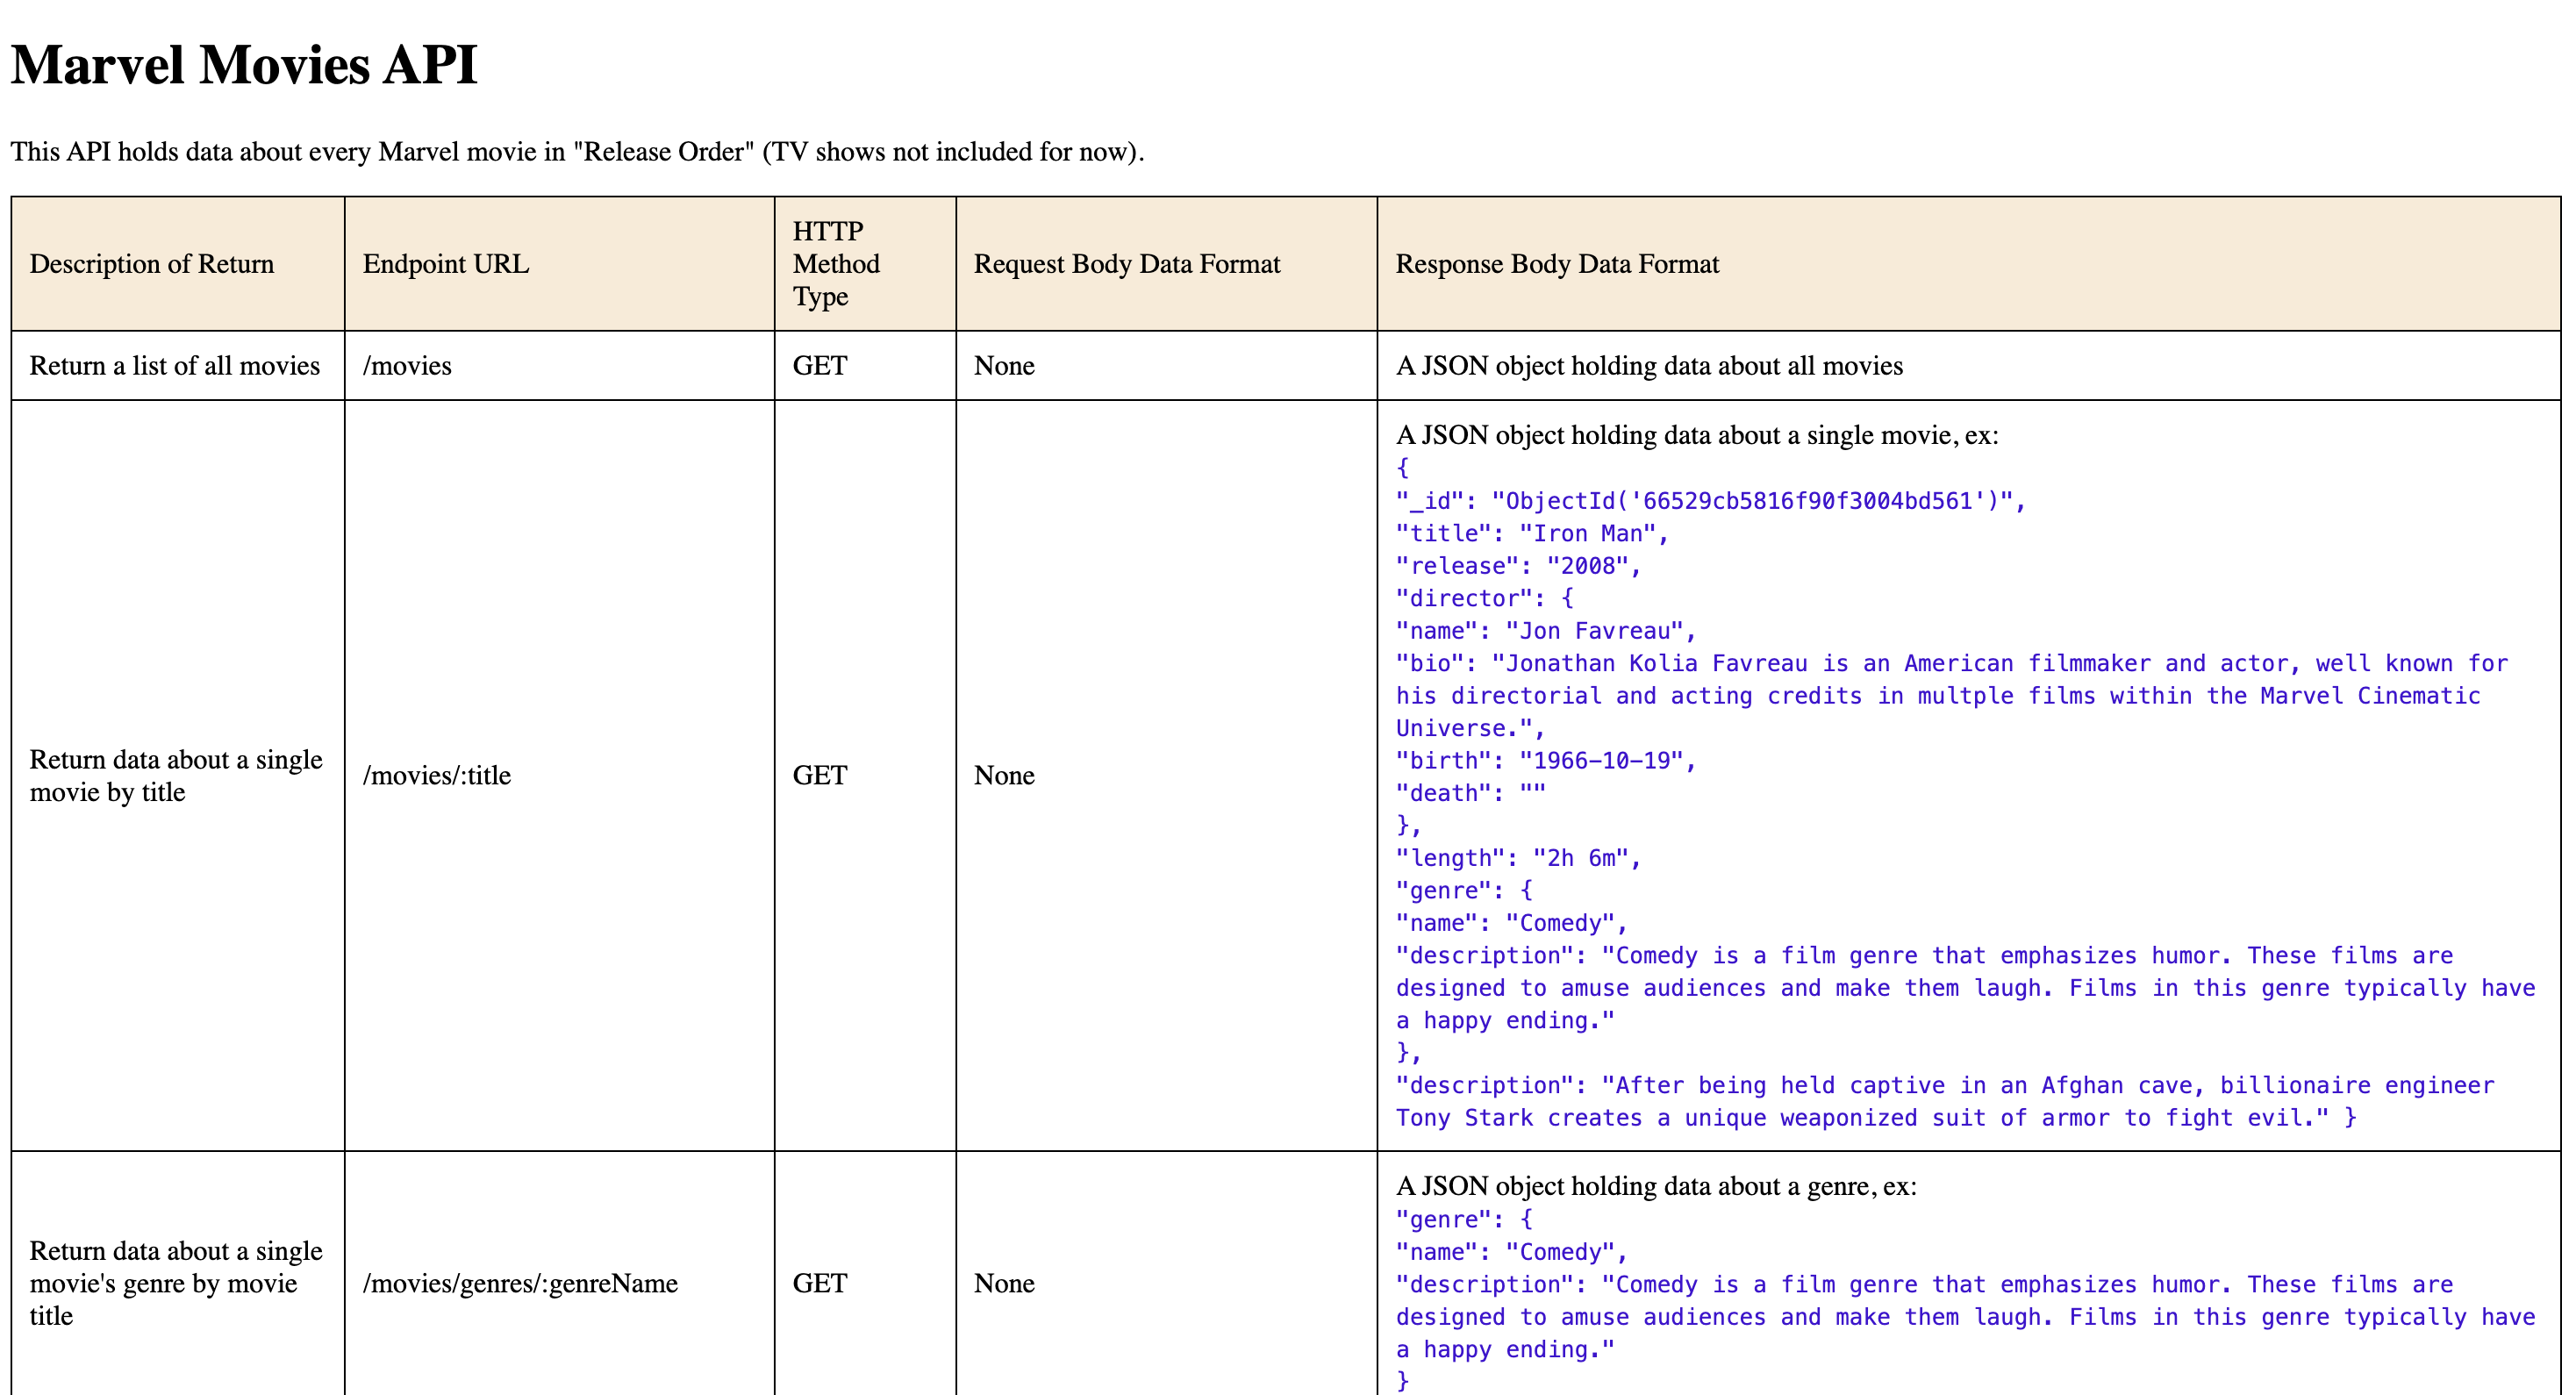 Marvel Movies API
This API holds data about every Marvel movie in "Release Order" (TV shows not included for now).
Description of Return
Endpoint URL
HTTP
Method
Type
Request Body Data Format
Response Body Data Format
Return a list of all movies
/movies
GET
None
A JSON object holding data about all movies
Return data about a single
movie by title
/movies/:title
GET
None
A JSON object holding data about a single movie, ex:
{
"_id": "ObjectId('66529cb5816f90f3004bd561')",
"title": "Iron Man",
"release": "2008",
"director": {
"name": "Jon Favreau",
"bio": "Jonathan Kolia Favreau is an American filmmaker and actor, well known for
his directorial and acting credits in multple films within the Marvel Cinematic
Universe.",
"birth": "1966-10-19",
"death": ""
},
"length": "2h 6m",
"genre": {
"name": "Comedy",
"description": "Comedy is a film genre that emphasizes humor. These films are
designed to amuse audiences and make them laugh. Films in this genre typically have
a happy ending."
},
"description": "After being held captive in an Afghan cave, billionaire engineer
Tony Stark creates a unique weaponized suit of armor to fight evil." }
Return data about a single
movie's genre by movie
title
/movies/genres/:genreName
GET
None
A JSON object holding data about a genre, ex:
"genre": {
"name": "Comedy",
"description": "Comedy is a film genre that emphasizes humor. These films are
designed to amuse audiences and make them laugh. Films in this genre typically have
a happy ending."
}